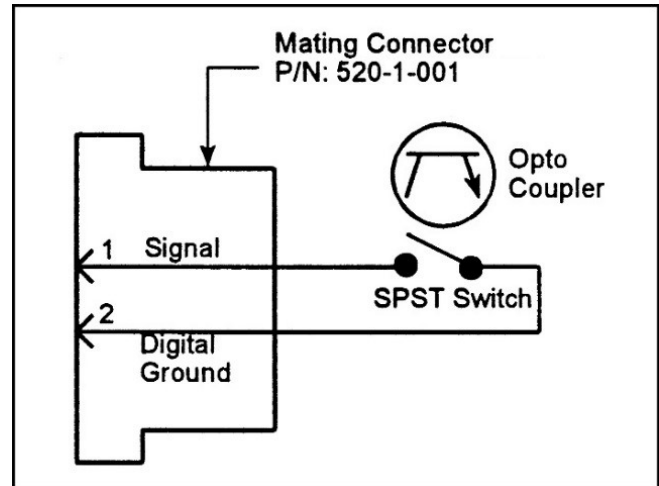 Mating Connector
P/N: 520-1-001
Opto
Coupler
1 Signal
SPST Switch
2
Digital
Ground